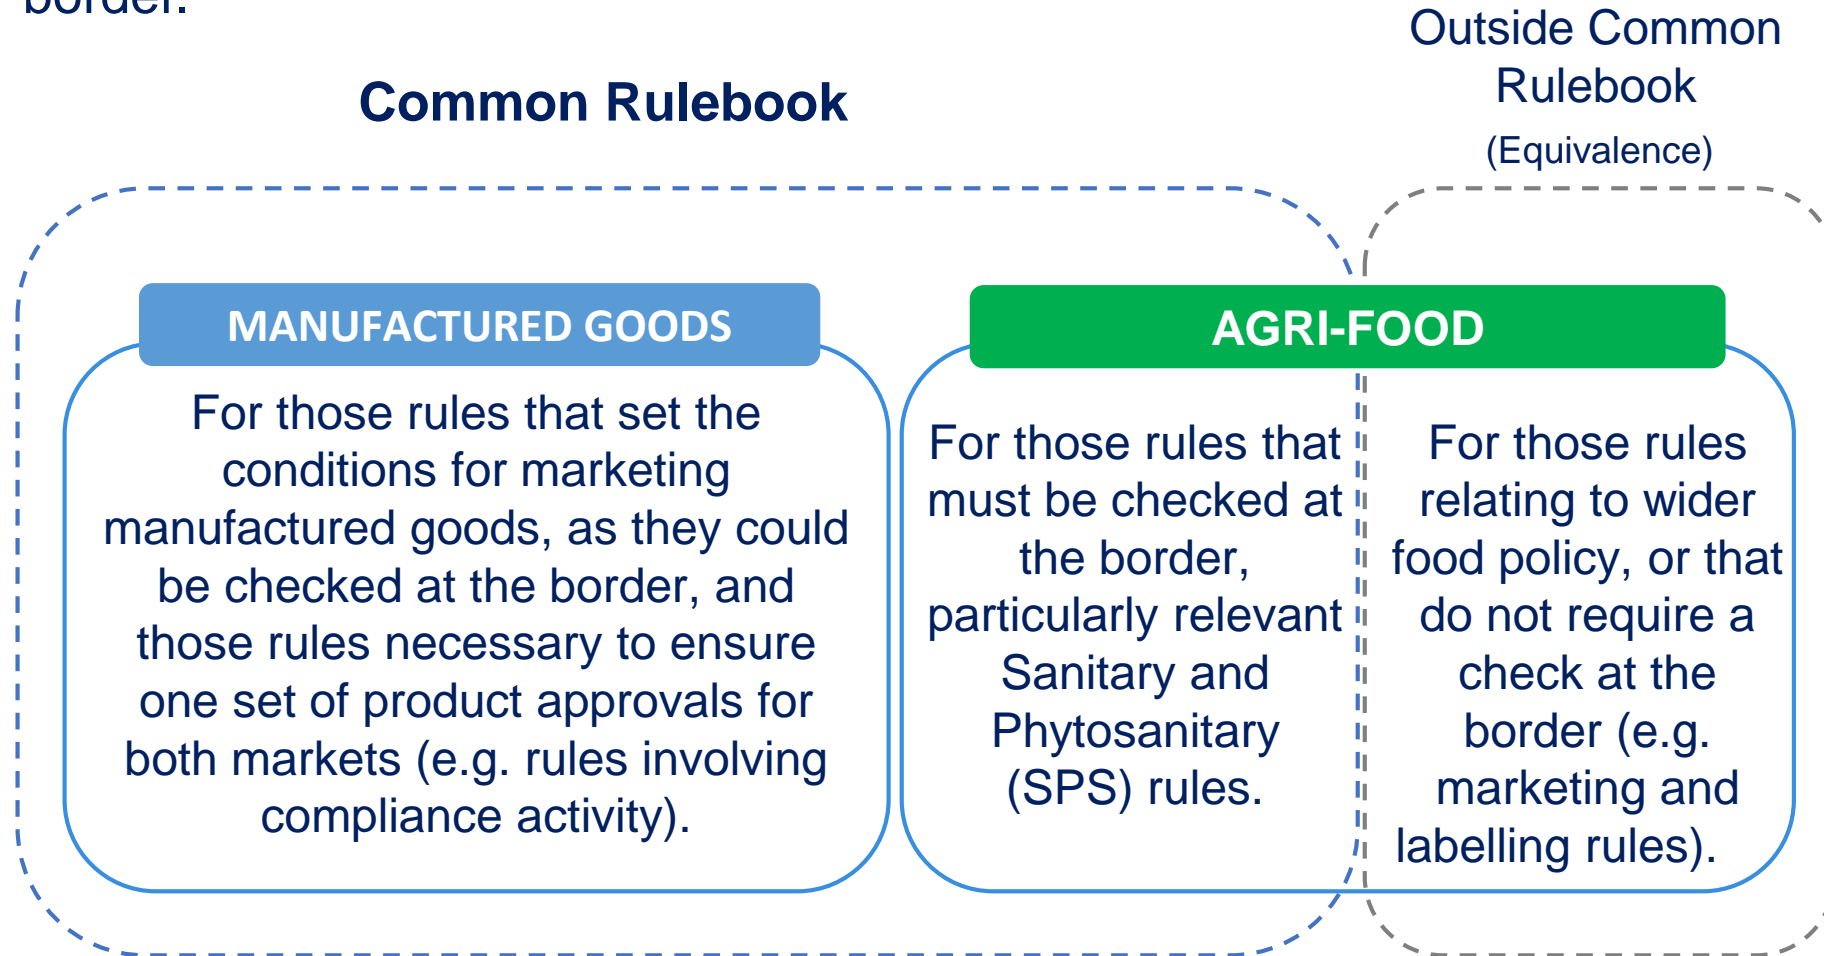 border.
Common Rulebook
Outside Common
Rulebook
(Equivalence)
MANUFACTURED GOODS
For those rules that set the
conditions for marketing
manufactured goods, as they could
be checked at the border, and
those rules necessary to ensure
one set of product approvals for
both markets (e.g. rules involving
compliance activity).
AGRI-FOOD
For those rules that
must be checked at
the border,
particularly relevant
Sanitary and
Phytosanitary
(SPS) rules.
For those rules
relating to wider
food policy, or that
do not require a
check at the
border (e.g.
marketing and
labelling rules).